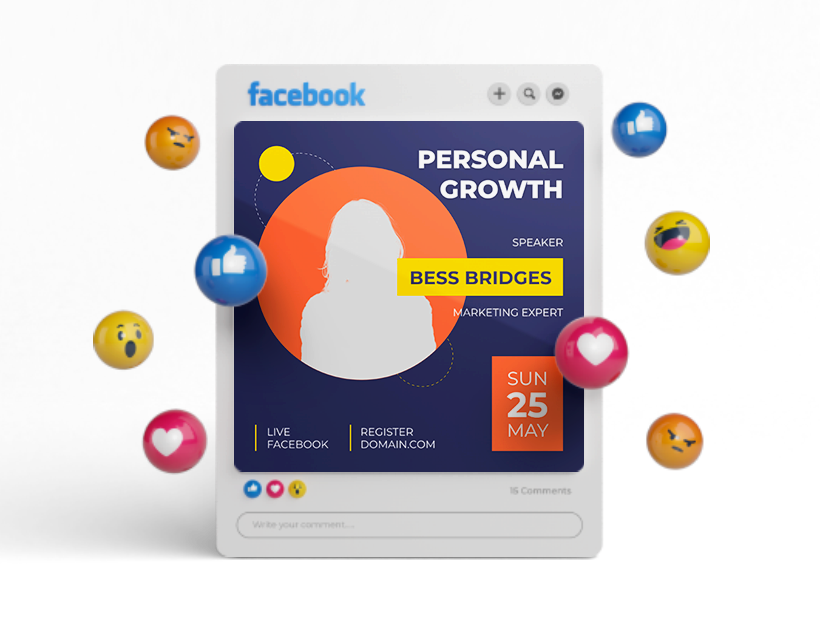 facebook
PERSONAL
GROWTH
SPEAKER
BESS BRIDGES
MARKETING EXPERT
SUN
25
MAY
LIVE
FACEBOOK
REGISTER
DOMAIN.COM
15 Comments
Write your comment...